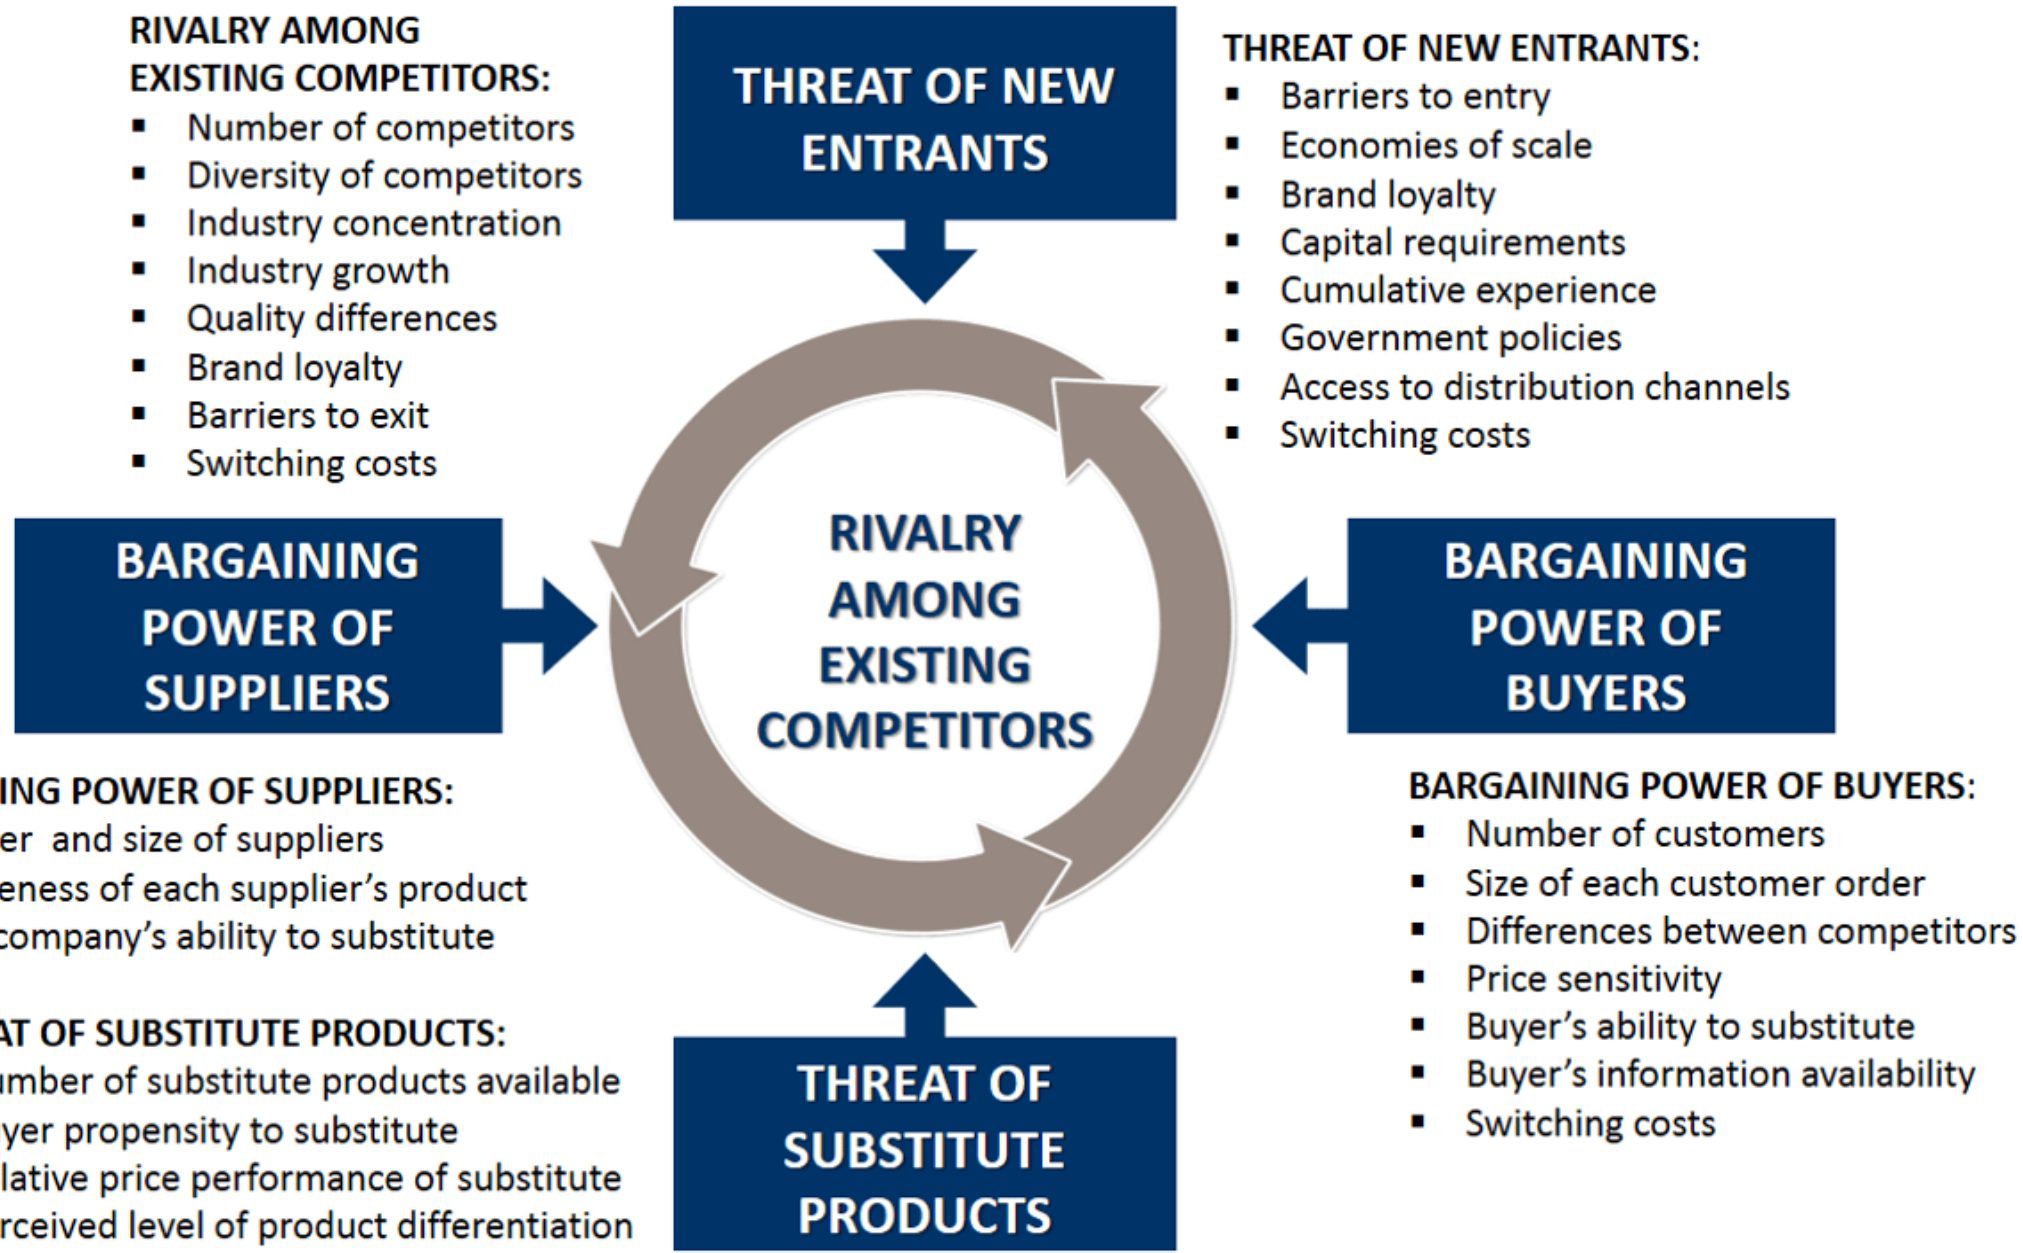 RIVALRY AMONG
EXISTING COMPETITORS:
▪ Number of competitors
▪ Diversity of competitors
▪ Industry concentration
▪ Industry growth
▪ Quality differences
▪ Brand loyalty
▪ Barriers to exit
▪ Switching costs
THREAT OF NEW
ENTRANTS
THREAT OF NEW ENTRANTS:
▪ Barriers to entry
▪ Economies of scale
▪ Brand loyalty
▪ Capital requirements
▪ Cumulative experience
▪ Government policies
▪ Access to distribution channels
▪ Switching costs
BARGAINING
POWER OF
SUPPLIERS
RIVALRY
AMONG
EXISTING
COMPETITORS
BARGAINING
POWER OF
BUYERS
ING POWER OF SUPPLIERS:
er and size of suppliers
eness of each supplier's product
company's ability to substitute
AT OF SUBSTITUTE PRODUCTS:
umber of substitute products available
yer propensity to substitute
lative price performance of substitute
rceived level of product differentiation
THREAT OF
SUBSTITUTE
PRODUCTS
BARGAINING POWER OF BUYERS:
▪ Number of customers
▪ Size of each customer order
▪ Differences between competitors
▪ Price sensitivity
▪ Buyer's ability to substitute
▪ Buyer's information availability
▪ Switching costs